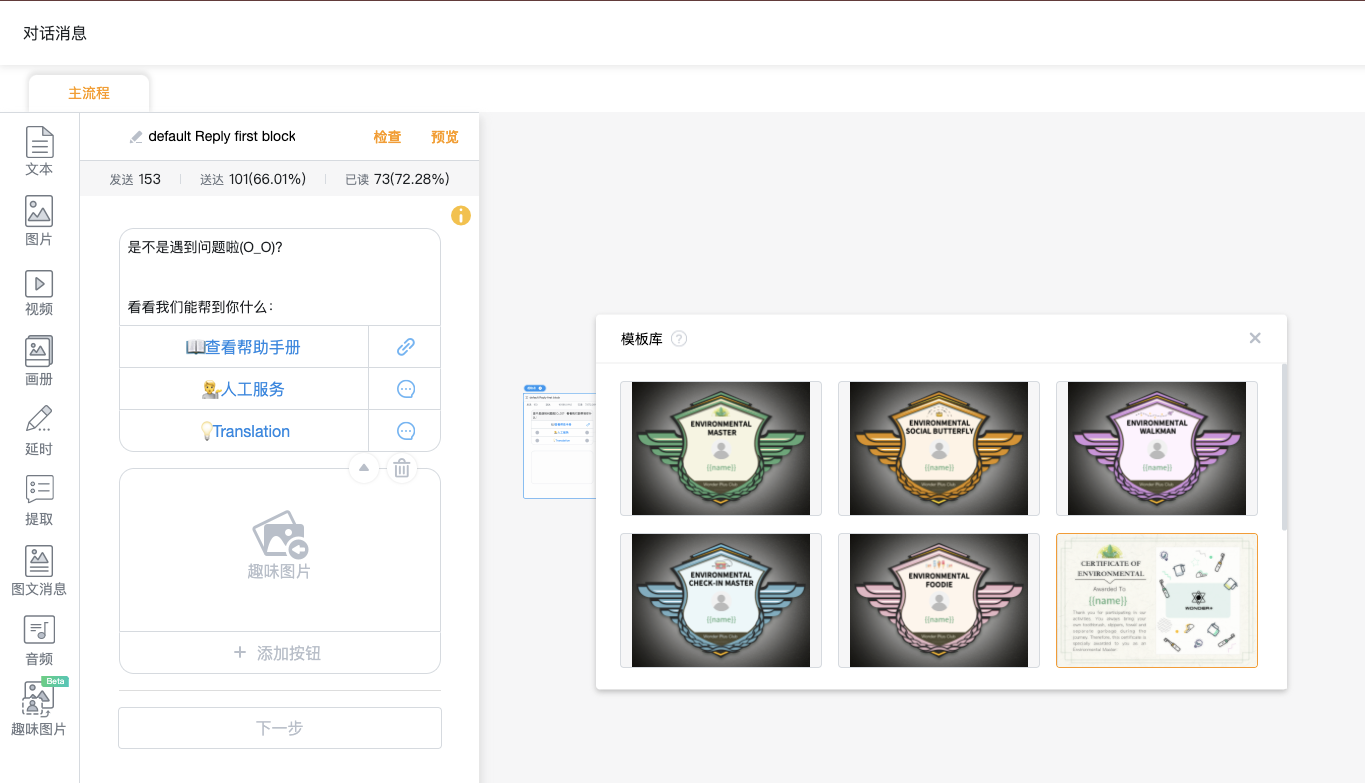 对话消息
主流程
文本
图片
视频
画册
延时
提取
图文消息
音频
Beta
趣味图片
default Reply first block
检查
预览
发送 153
送达 101(66.01%)
已读 73(72.28%)
是不是遇到问题啦(O_O)?
看看我们能帮到你什么：
📖查看帮助手册
人工服务
💡Translation
趣味图片
+ 添加按钮
下一步
模板库
ENVIRONMENTAL
MASTER
{{name}}
Wonder Plus Club
ENVIRONMENTAL
SOCIAL BUTTERFLY
{{name}}
Wonder Plus Club
ENVIRONMENTAL
WALKMAN
{{name}}
Wonder Plus Club
ENVIRONMENTAL
CHECK-IN MASTER
{{name}}
Wonder Plus Club
ENVIRONMENTAL
FOODIE
{{name}}
Wonder Plus Club
CERTIFICATE OF
ENVIRONMENTAL
Awarded To
{{name}}
Thank you for participating to our
activities. You always bring your
own toothbrush, slippers, towel and
separate garbage during the
journey. Therefore, this certificate is
specially awarded to you as an
Environmental Master
WONDER+